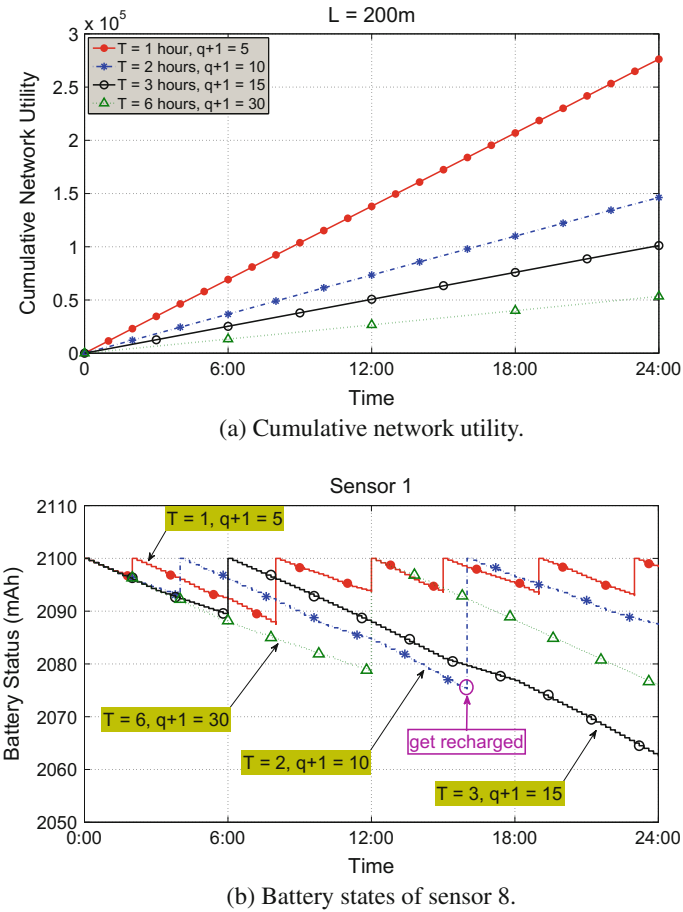 L = 200m
x 10^5
3
2.5
2
1.5
1
0.5
0
T = 1 hour, q+1 = 5
T = 2 hours, q+1 = 10
T = 3 hours, q+1 = 15
T = 6 hours, q+1 = 30
Cumulative Network Utility
0 6:00 12:00 18:00 24:00
Time
(a) Cumulative network utility.
Sensor 1
2110
2100
2090
2080
2070
2060
2050
Battery Status (mAh)
T = 1, q+1 = 5
T = 6, q+1 = 30
T = 2, q+1 = 10
get recharged
T = 3, q+1 = 15
0:00 6:00 12:00 18:00 24:00
Time
(b) Battery states of sensor 8.